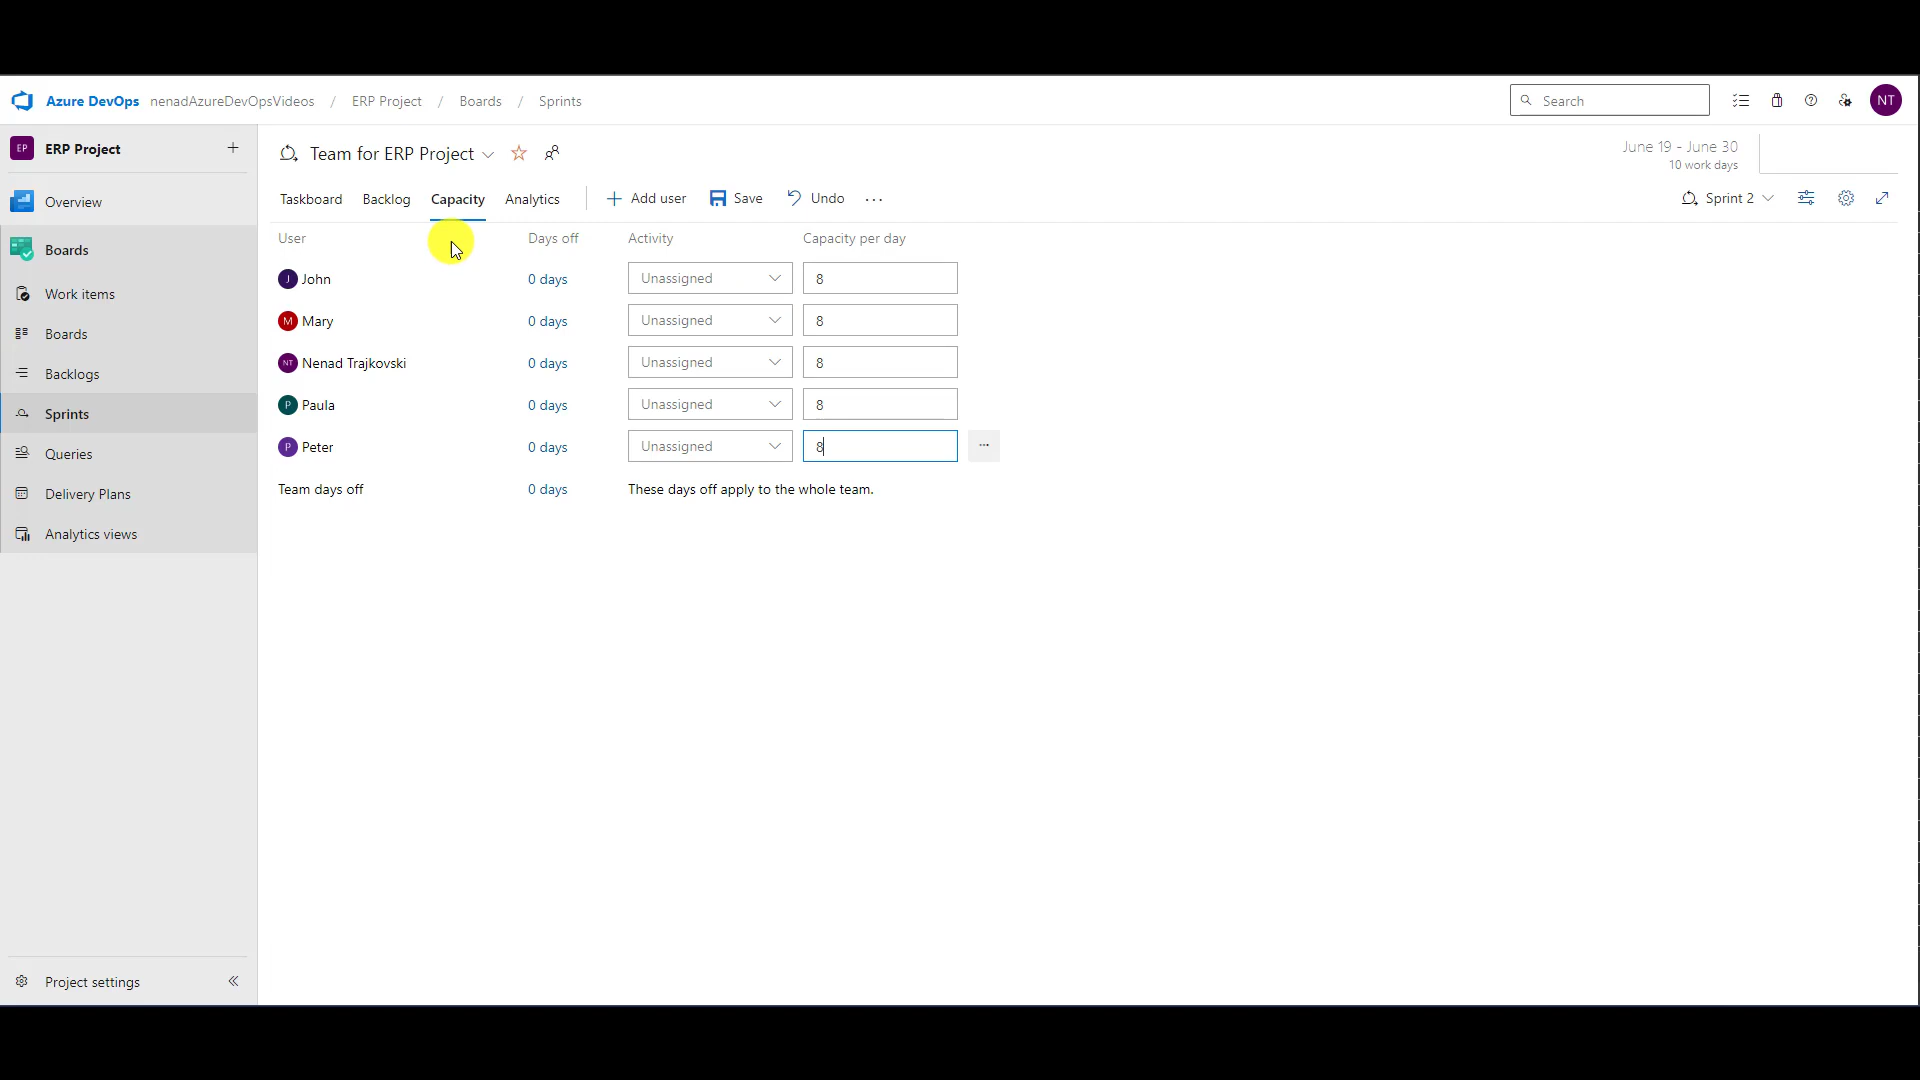 Azure DevOps nenadAzureDevOpsVideos / ERP Project / Boards / Sprints
Search
NT
EP ERP Project
Overview
Boards
Work items
Boards
Backlogs
Sprints
Queries
Delivery Plans
Analytics views
Project settings
Team for ERP Project
June 19 - June 30
10 work days
Taskboard Backlog Capacity Analytics Add user Save Undo ...
Sprint 2
User Days off Activity Capacity per day
J John 0 days Unassigned 8
M Mary 0 days Unassigned 8
NT Nenad Trajkovski 0 days Unassigned 8
P Paula 0 days Unassigned 8
P Peter 0 days Unassigned 8 ...
Team days off 0 days These days off apply to the whole team.